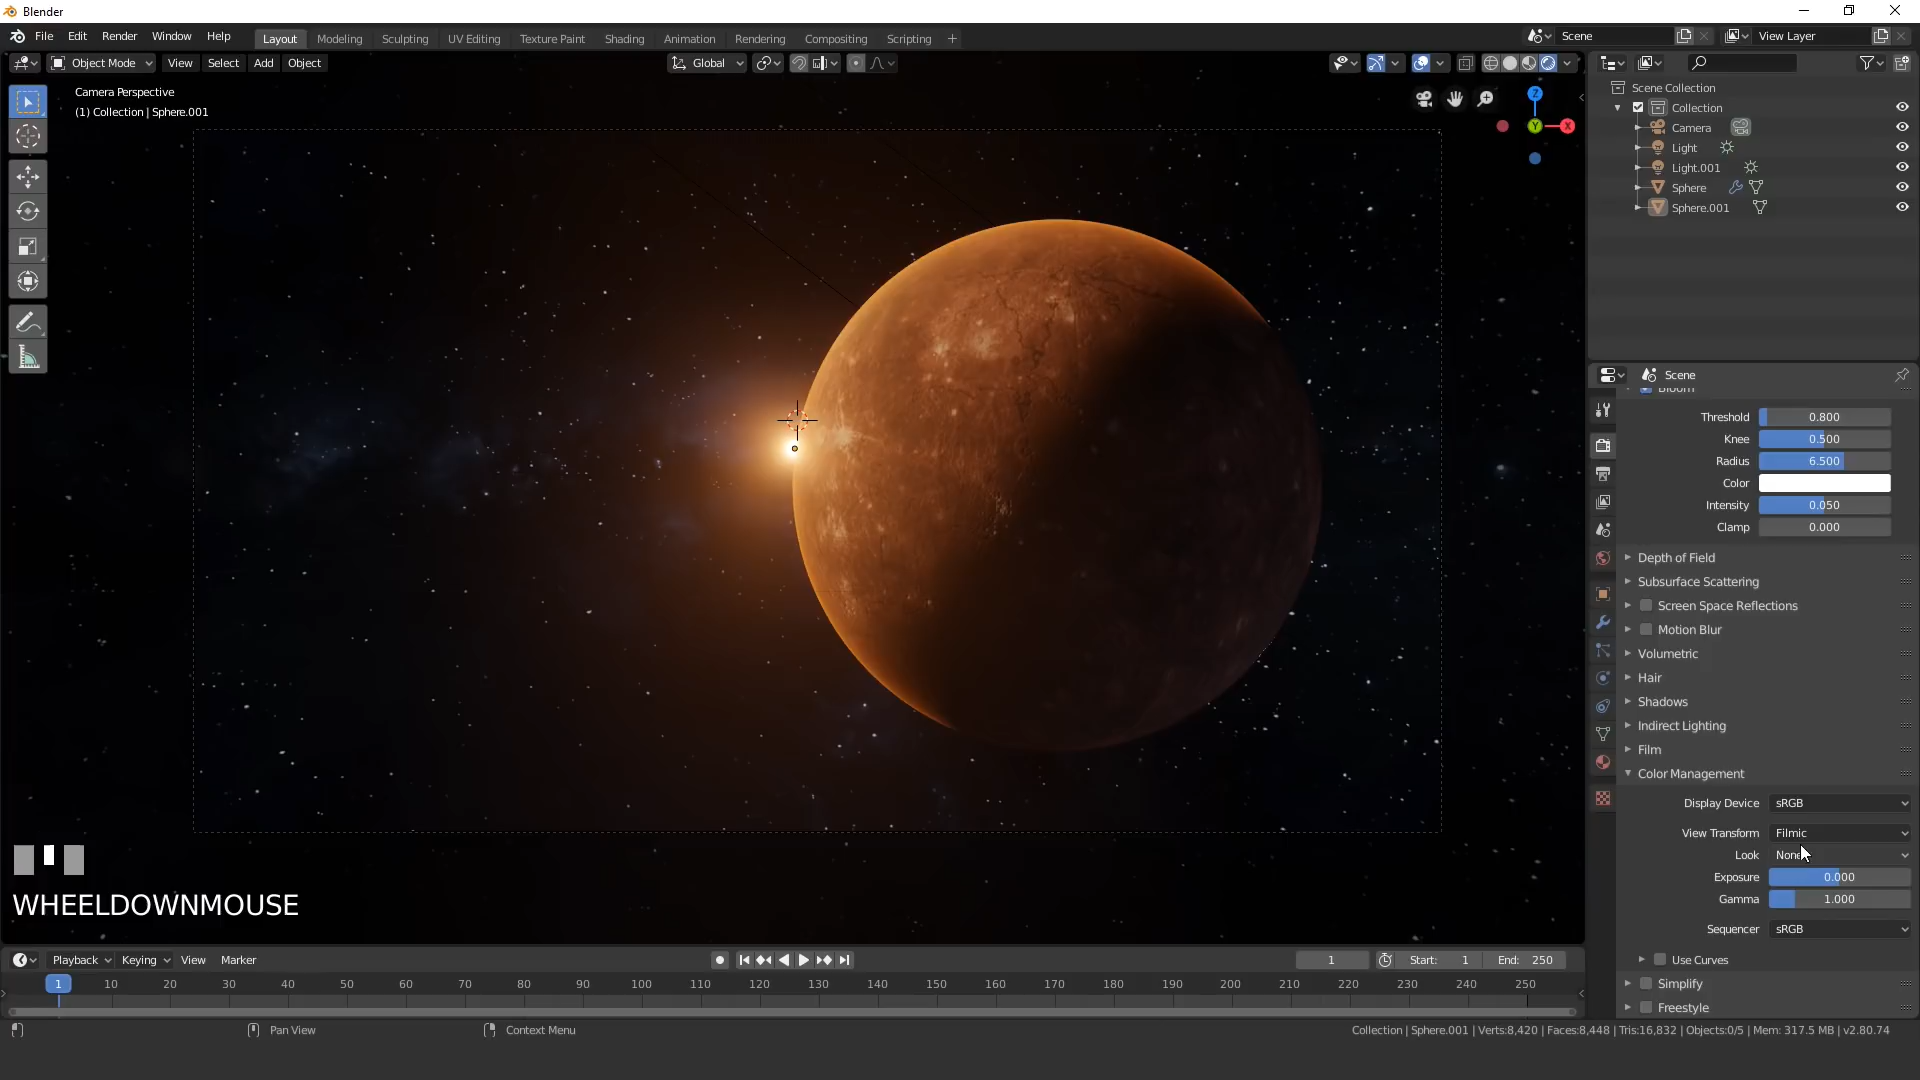 Blender
File Edit Render Window Help
Layout Modeling Sculpting UV Editing Texture Paint Shading Animation Rendering Compositing Scripting +
Scene
View Layer
Object Mode View Select Add Object
Global
Camera Perspective
(1) Collection | Sphere.001
Z
Y
X
Scene Collection
Collection
Camera
Light
Light.001
Sphere
Sphere.001
Scene
Bloom
Threshold 0.800
Knee 0.500
Radius 6.500
Color
Intensity 0.050
Clamp 0.000
Depth of Field
Subsurface Scattering
Screen Space Reflections
Motion Blur
Volumetric
Hair
Shadows
Indirect Lighting
Film
Color Management
Display Device sRGB
View Transform Filmic
Look None
Exposure 0.000
Gamma 1.000
Sequencer sRGB
Use Curves
Simplify
Freestyle
WHEELDOWNMOUSE
Playback Keying View Marker
1 Start: 1 End: 250
1 10 20 30 40 50 60 70 80 90 100 110 120 130 140 150 160 170 180 190 200 210 220 230 240 250
Pan View
Context Menu
Collection | Sphere.001 | Verts:8,420 | Faces:8,448 | Tris:16,832 | Objects:0/5 | Mem: 317.5 MB | v2.80.74